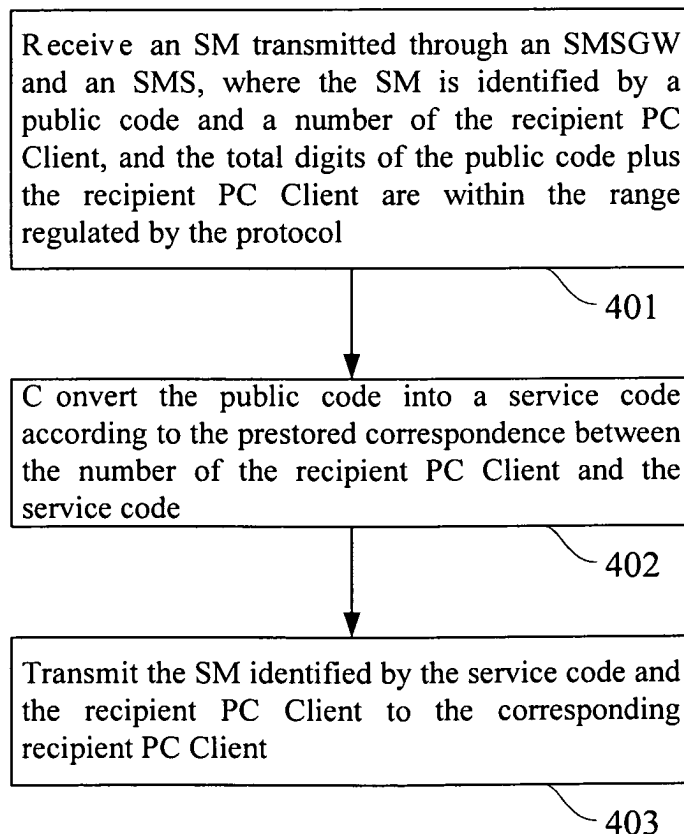 Receive an SM transmitted through an SMSGW
and an SMS, where the SM is identified by a
public code and a number of the recipient PC
Client, and the total digits of the public code plus
the recipient PC Client are within the range
regulated by the protocol
401
C onvert the public code into a service code
according to the prestored correspondence between
the number of the recipient PC Client and the
service code
402
Transmit the SM identified by the service code and
the recipient PC Client to the corresponding
recipient PC Client
403